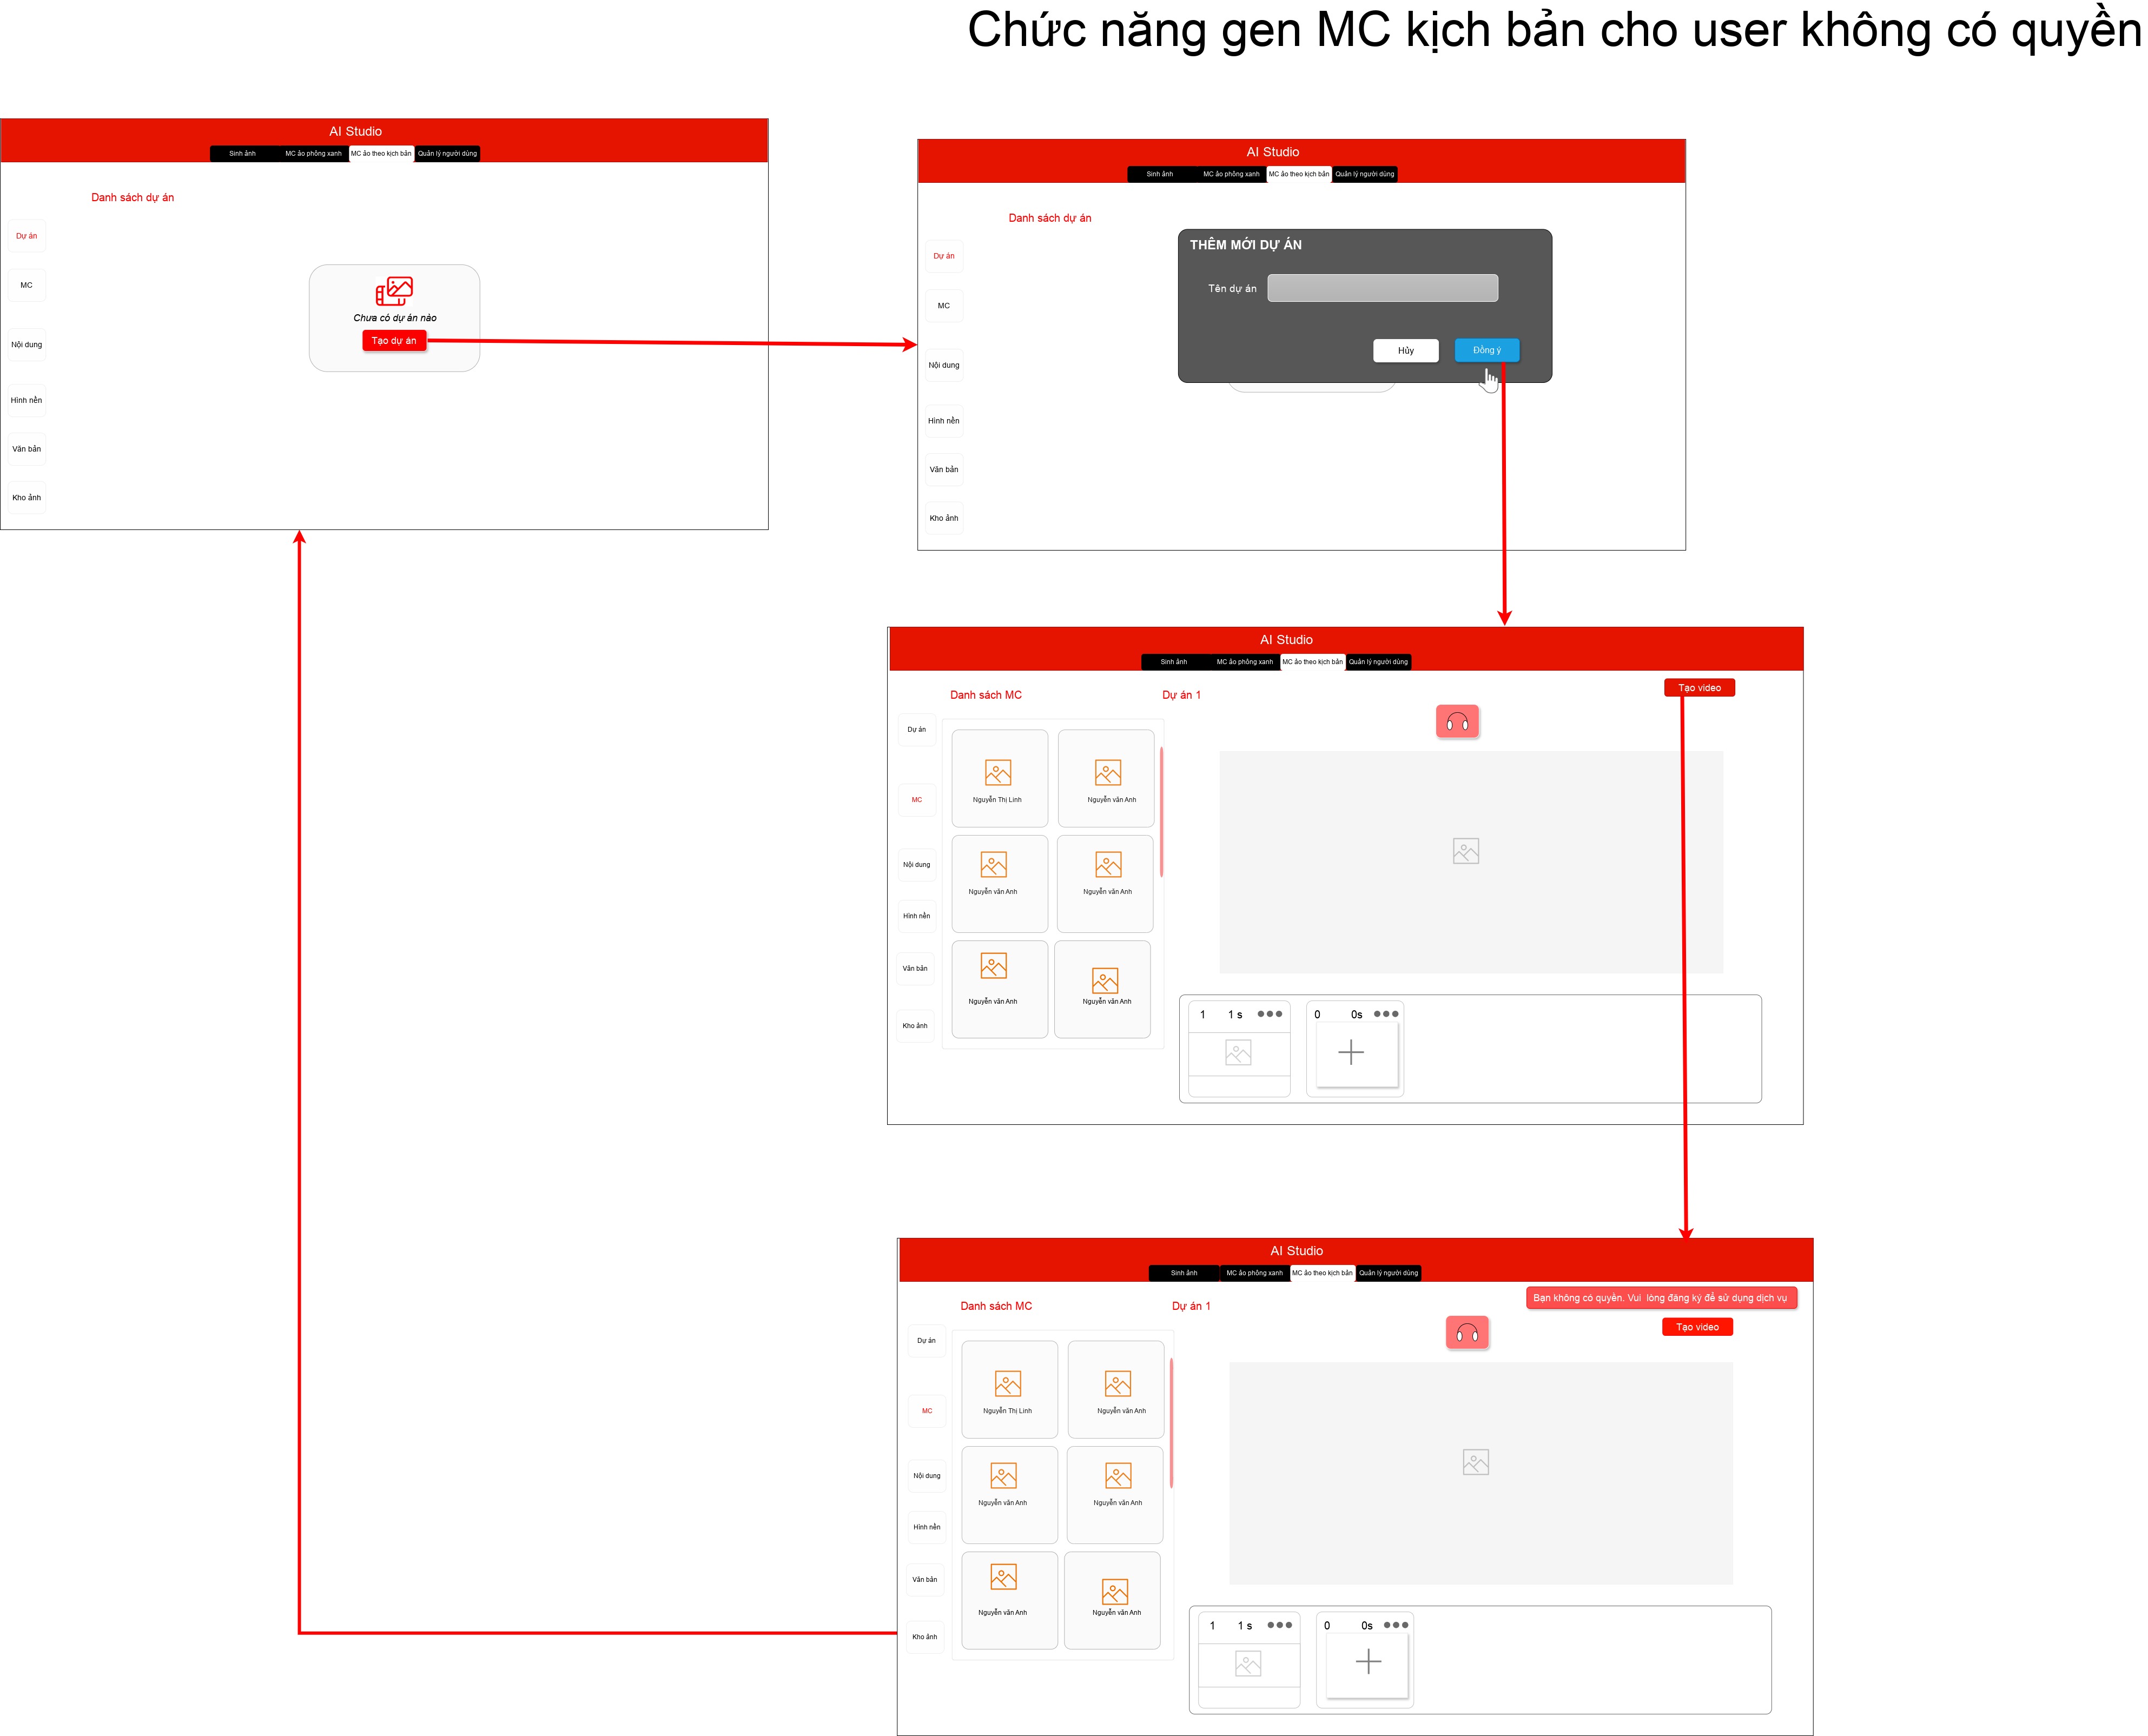 Chức năng gen MC kịch bản cho user không có quyền
AI Studio
Sinh ảnh MC ảo phông xanh MC ảo theo kịch bản Quản lý người dùng
Danh sách dự án
Dự án
MC
Nội dung
Hình nền
Văn bản
Kho ảnh
Chưa có dự án nào
Tạo dự án
AI Studio
Sinh ảnh MC ảo phông xanh MC ảo theo kịch bản Quản lý người dùng
Danh sách dự án
Dự án
MC
Nội dung
Hình nền
Văn bản
Kho ảnh
THÊM MỚI DỰ ÁN
Tên dự án
Hủy Đồng ý
AI Studio
Sinh ảnh MC ảo phông xanh MC ảo theo kịch bản Quản lý người dùng
Danh sách MC Dự án 1 Tạo video
Dự án
MC
Nội dung
Hình nền
Văn bản
Kho ảnh
Nguyễn Thị Linh Nguyễn văn Anh
Nguyễn văn Anh Nguyễn văn Anh
Nguyễn văn Anh Nguyễn văn Anh
1 1 s 0 0s
AI Studio
Sinh ảnh MC ảo phông xanh MC ảo theo kịch bản Quản lý người dùng
Bạn không có quyền. Vui lòng đăng ký để sử dụng dịch vụ
Danh sách MC Dự án 1 Tạo video
Dự án
MC
Nội dung
Hình nền
Văn bản
Kho ảnh
Nguyễn Thị Linh Nguyễn văn Anh
Nguyễn văn Anh Nguyễn văn Anh
Nguyễn văn Anh Nguyễn văn Anh
1 1 s 0 0s